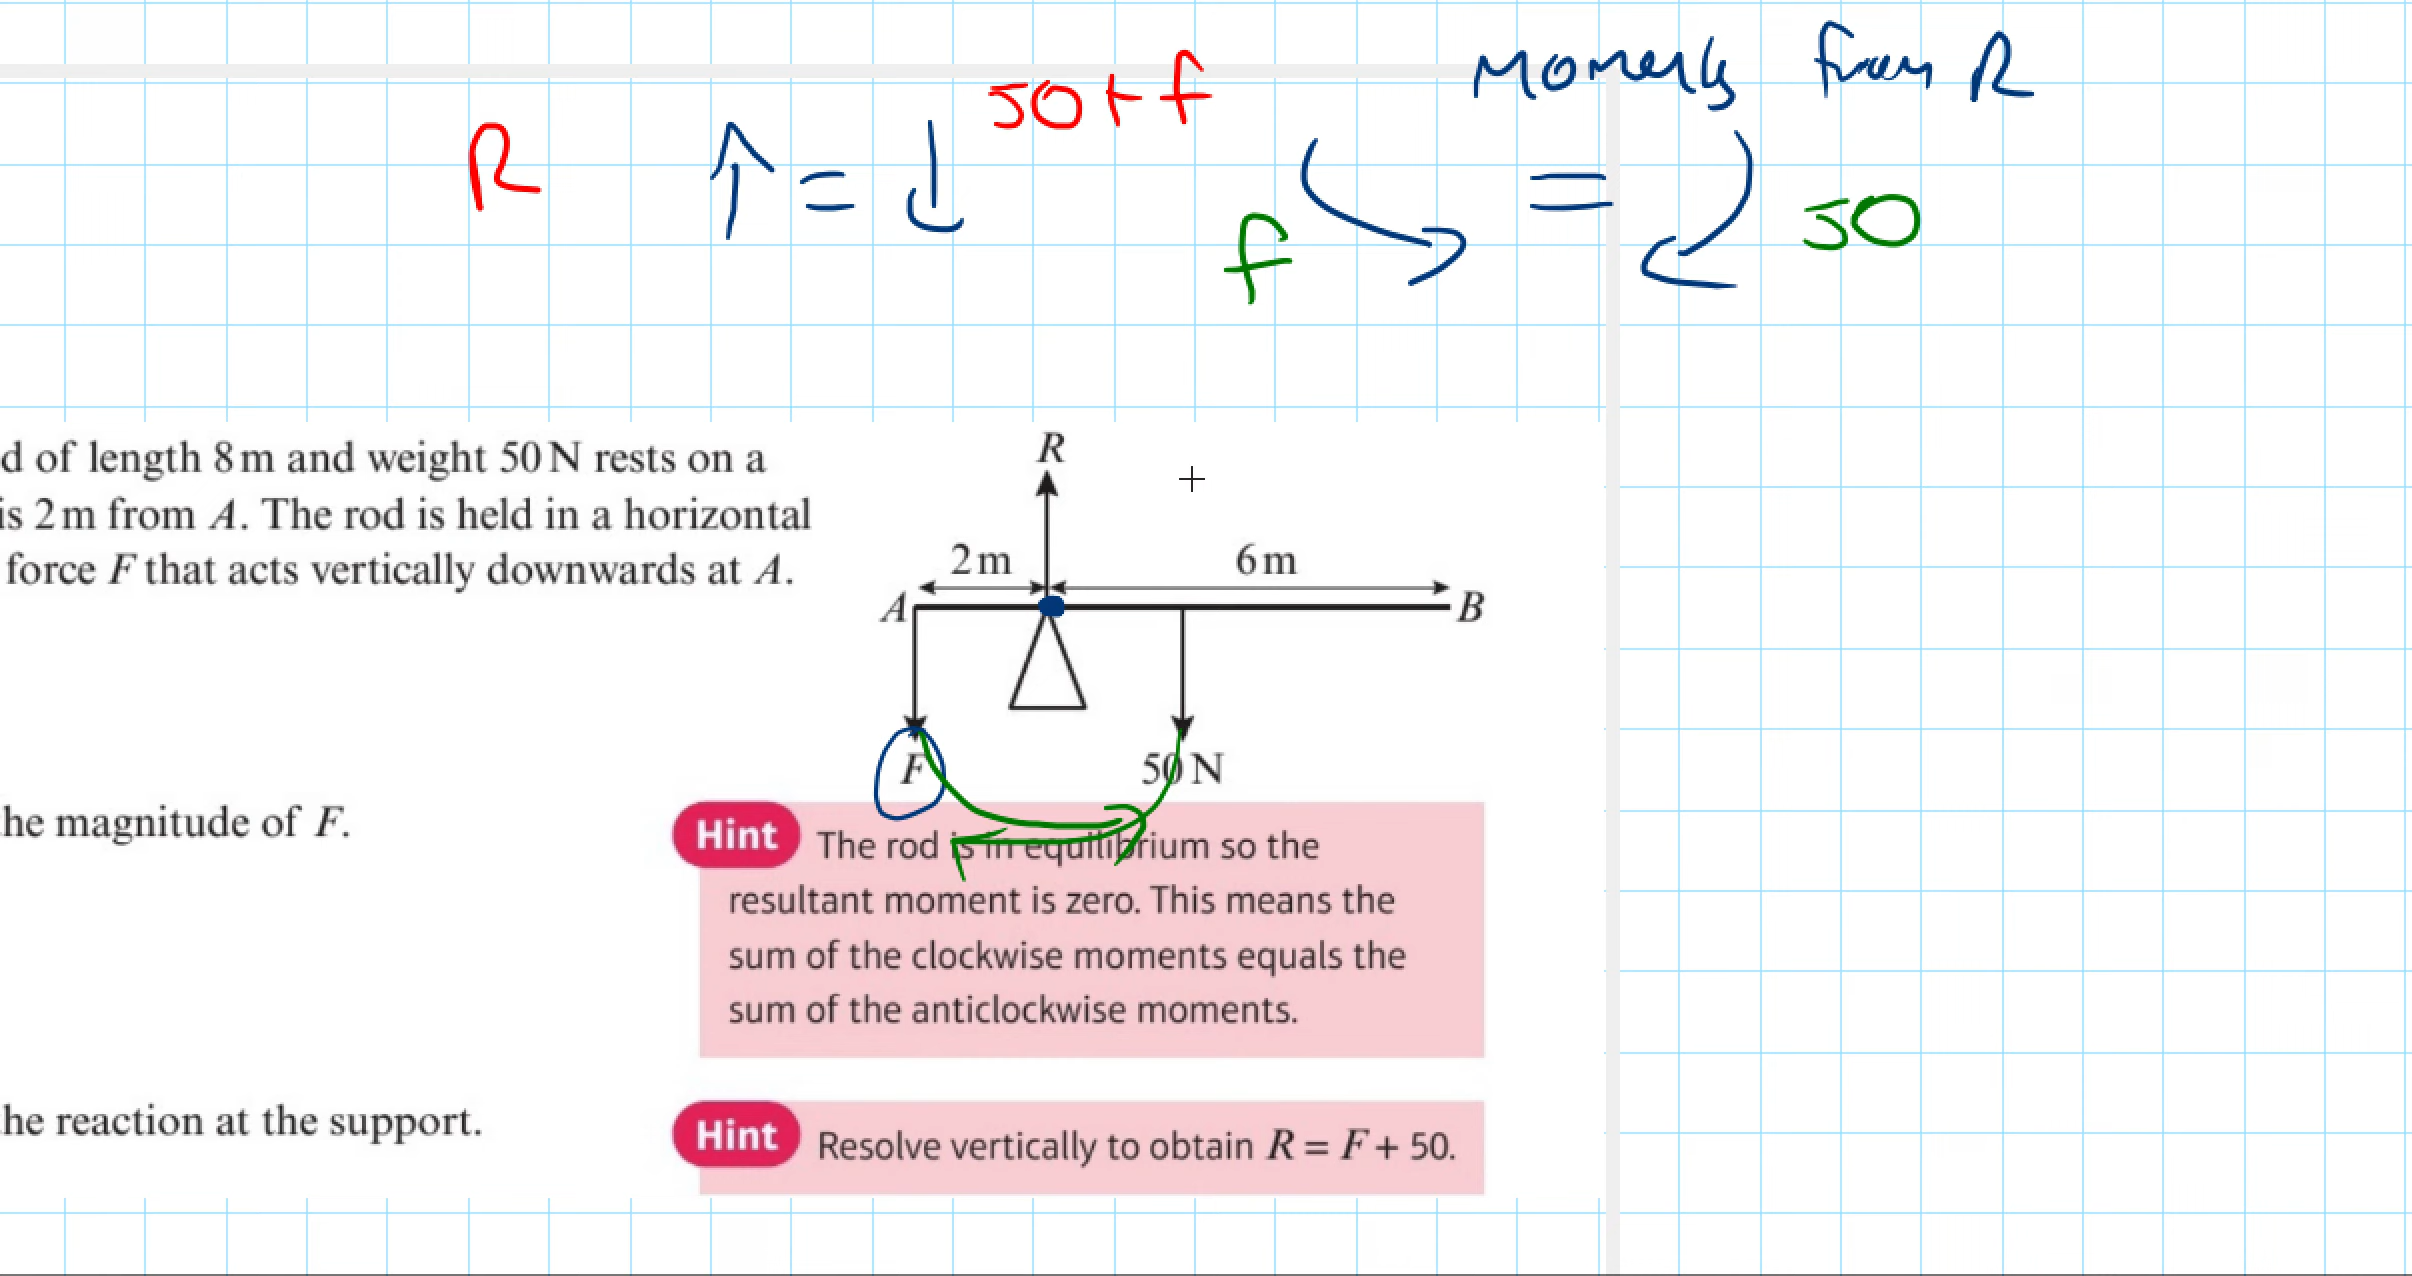 Moments from R
R ↑ = ↓ 50 + f
f = 50
d of length 8 m and weight 50 N rests on a
is 2 m from A. The rod is held in a horizontal
force F that acts vertically downwards at A.
R
2 m 6 m
A B
F 50 N
he magnitude of F.
Hint The rod is in equilibrium so the
resultant moment is zero. This means the
sum of the clockwise moments equals the
sum of the anticlockwise moments.
he reaction at the support.
Hint Resolve vertically to obtain R = F + 50.